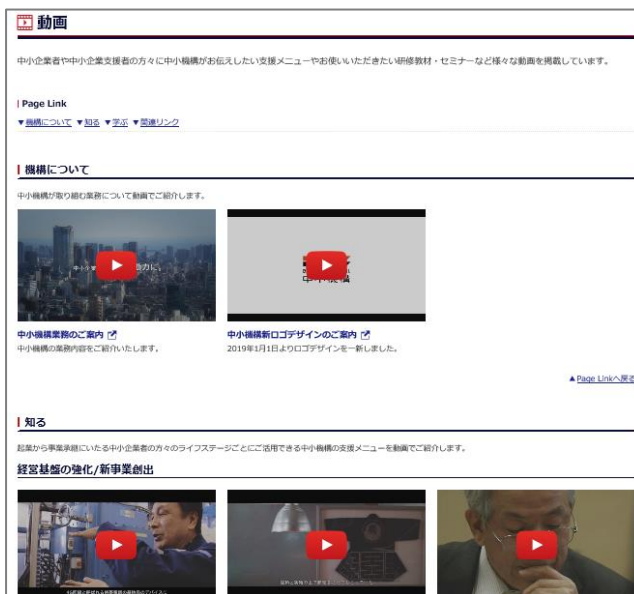 動画
中小企業者や中小企業支援者の方々に中小機構がお伝えしたい支援メニューやお使いいただきたい研修教材・セミナーなど様々な動画を掲載しています。
Page Link
▼機構について ▼知る ▼学ぶ ▼関連リンク
機構について
中小機構が取り組む業務について動画でご紹介します。
中小企 力に。
中小機構
中小機構業務のご案内
中小機構の業務内容をご紹介いたします。
中小機構新ロゴデザインのご案内
2019年1月1日よりロゴデザインを一新しました。
▲Page Linkへ戻る
知る
起業から事業承継にいたる中小企業者の方々のライフステージごとにご活用できる中小機構の支援メニューを動画でご紹介します。
経営基盤の強化/新事業創出